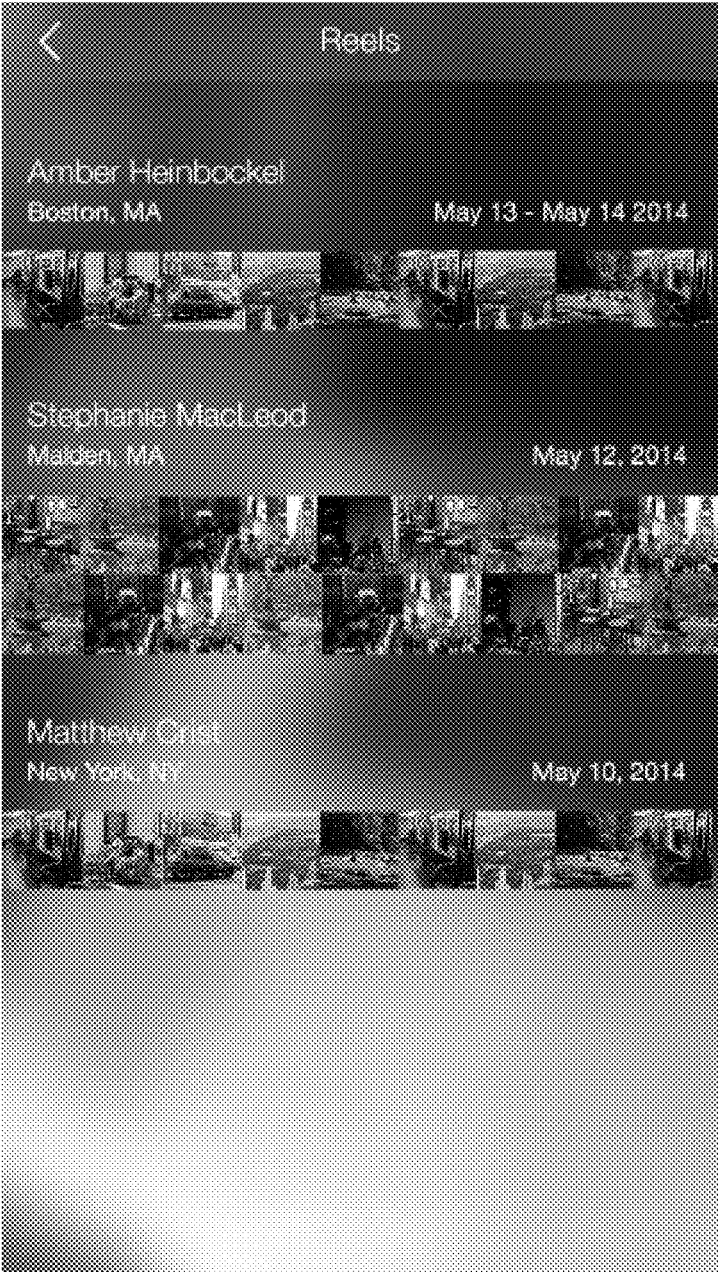 Reels
Amber Heinbockel
Boston, MA
May 13 - May 14 2014
Stephanie MacLeod
Malden, MA
May 12, 2014
Matthew Crist
New York, NY
May 10, 2014